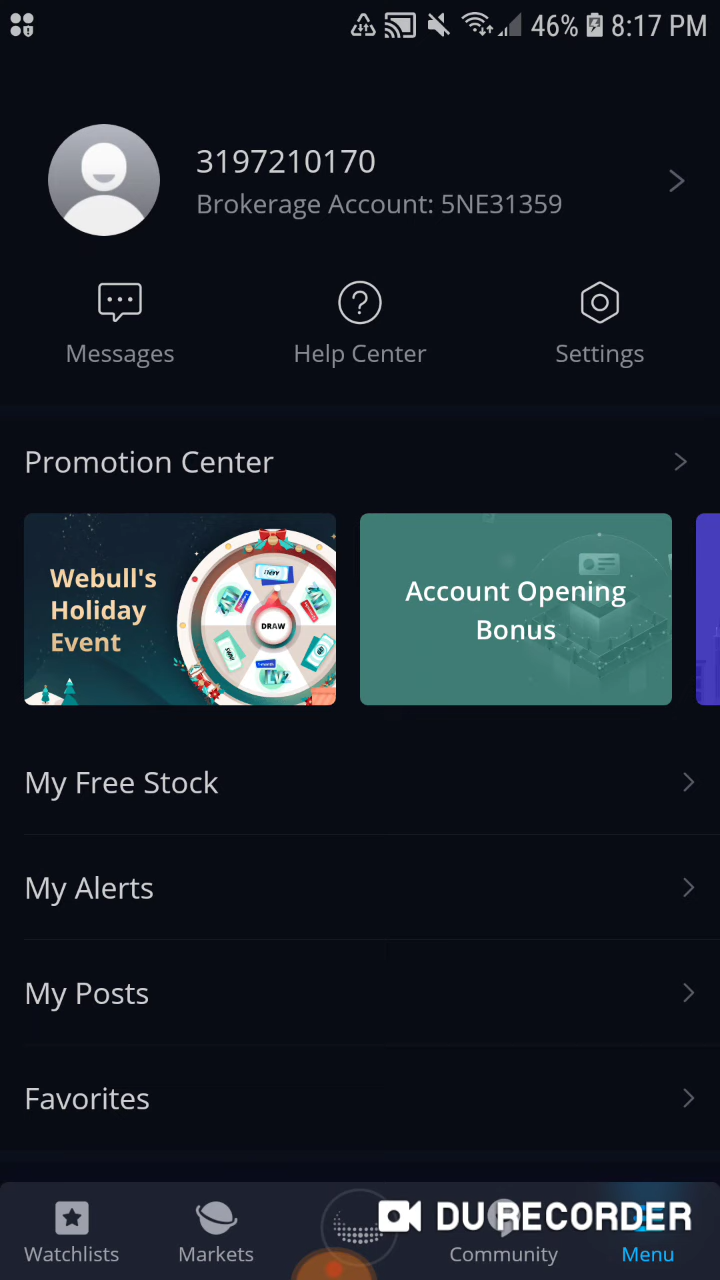 46% 8:17 PM
3197210170
Brokerage Account: 5NE31359
Messages
Help Center
Settings
Promotion Center
Webull's
Holiday
Event
DRAW
Account Opening
Bonus
My Free Stock
My Alerts
My Posts
Favorites
DU RECORDER
Watchlists
Markets
Community
Menu